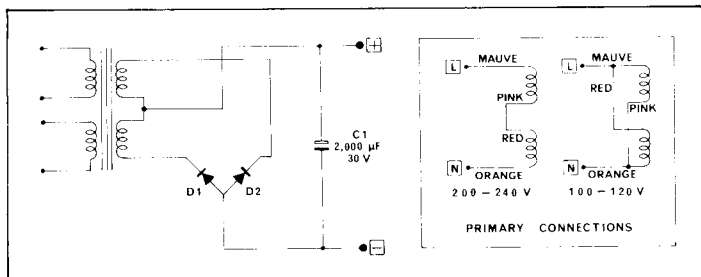 +
C1
2,000 µF
30 V
D1
D2
−
L
MAUVE
PINK
RED
N
ORANGE
200 – 240 V
L
MAUVE
RED
PINK
N
ORANGE
100 – 120 V
PRIMARY CONNECTIONS